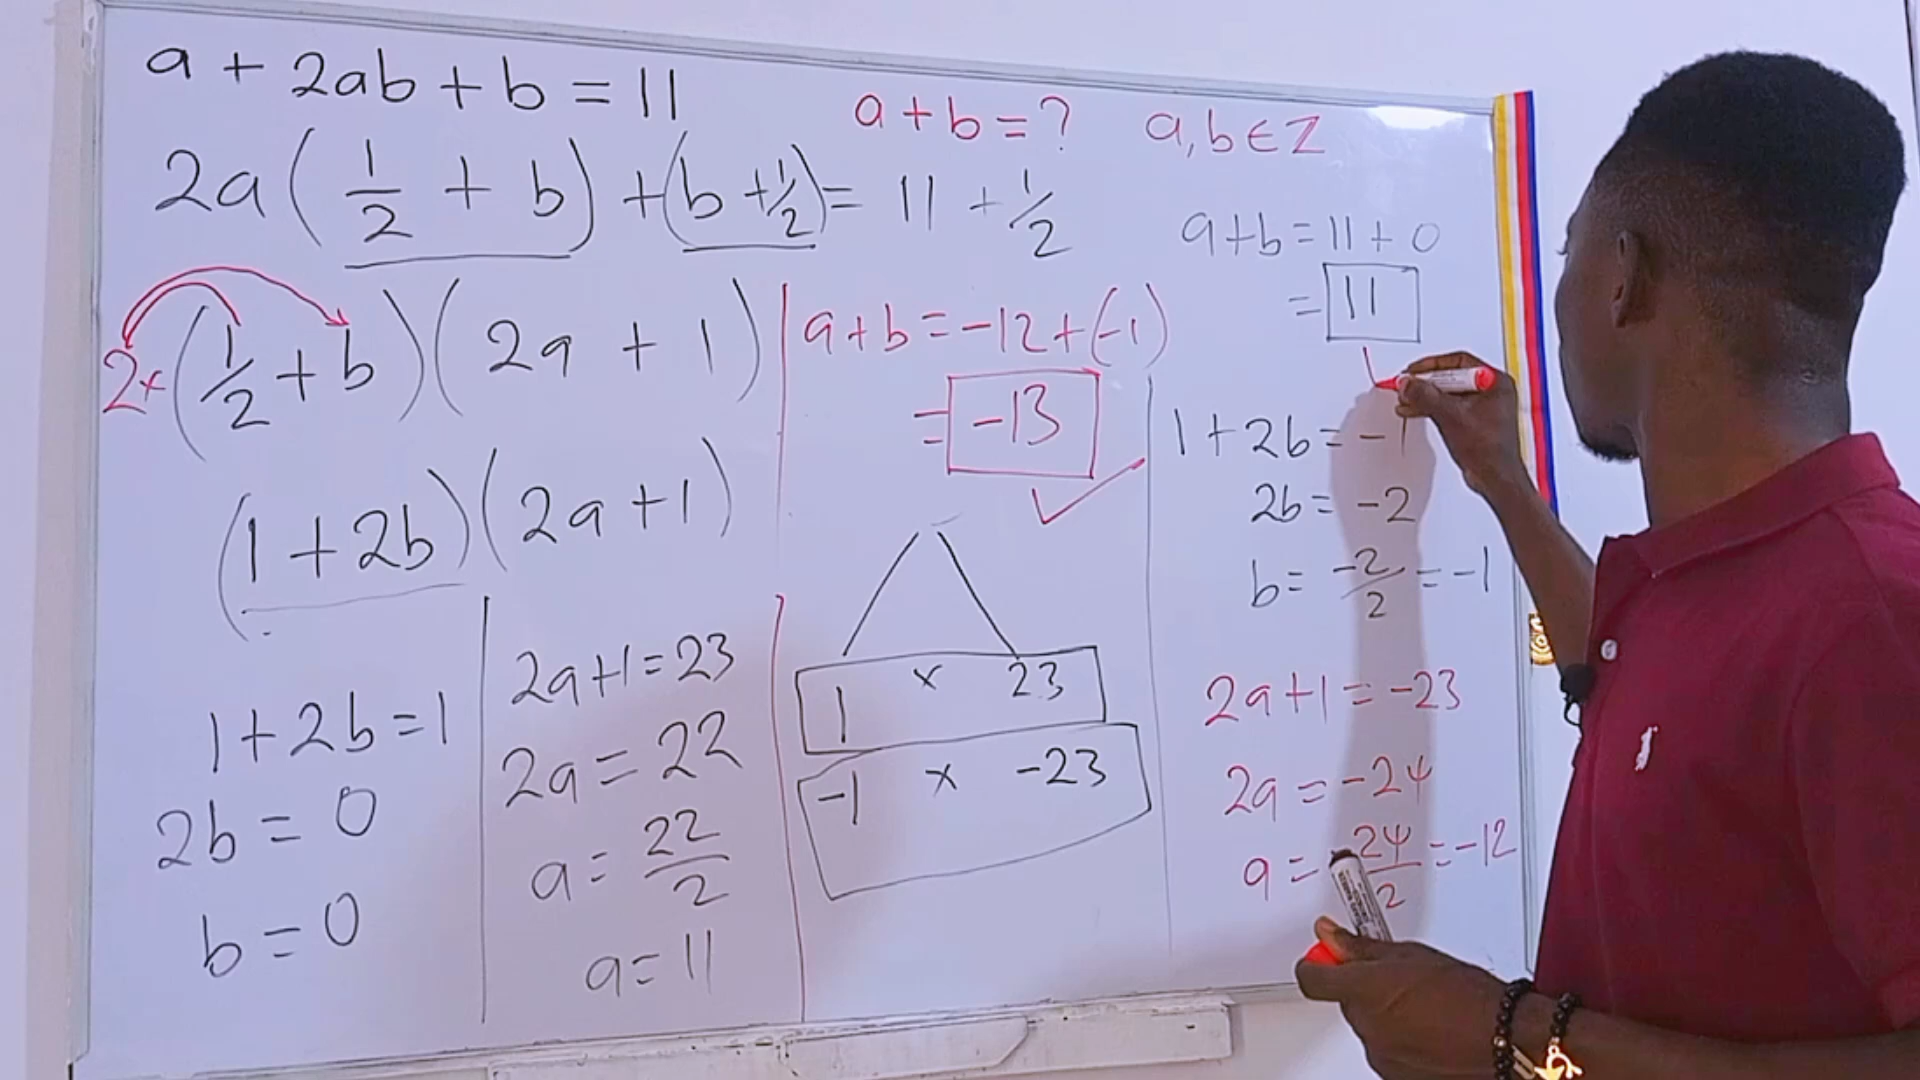 a + 2ab + b = 11
a + b = ? a, b ∈ Z
2a (1/2 + b) + (b + 1/2) = 11 + 1/2
2x (1/2 + b) (2a + 1)
(1 + 2b) (2a + 1)
1 + 2b = 1
2b = 0
b = 0
2a + 1 = 23
2a = 22
a = 22/2
a = 11
a + b = -12 + (-1)
= -13
1 x 23
-1 x -23
a + b = 11 + 0
= 11
1 + 2b = -1
2b = -2
b = -2/2 = -1
2a + 1 = -23
2a = -24
a = -24/2 = -12